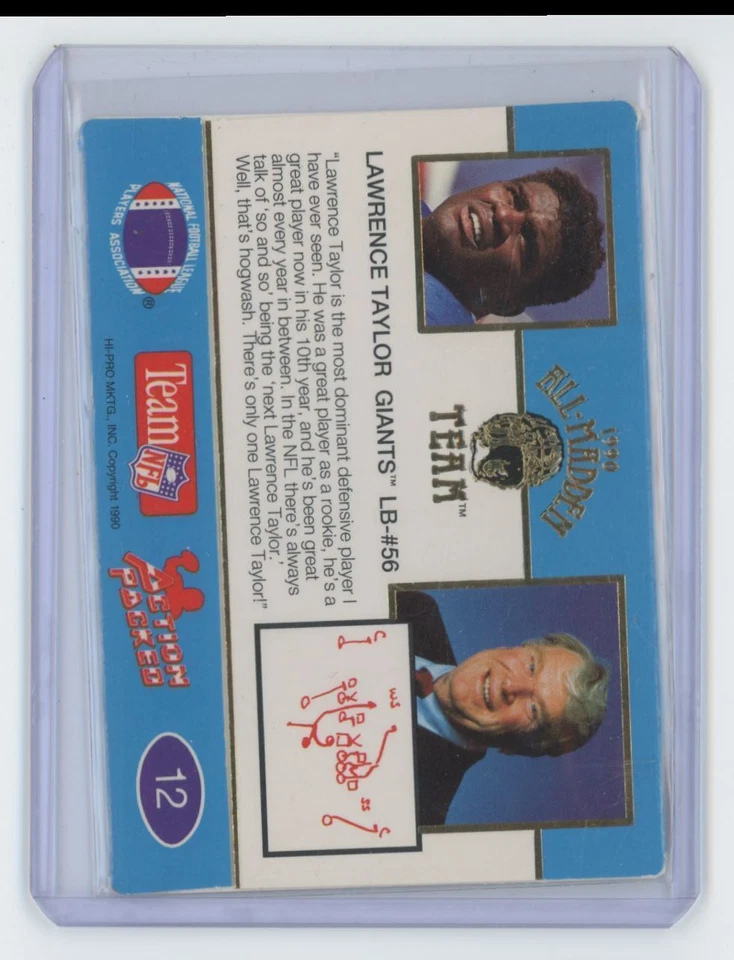 1990
ALL-MADDEN
TEAM™
LAWRENCE TAYLOR GIANTS™ LB-#56
"Lawrence Taylor is the most dominant defensive player I
have ever seen. He was a great player as a rookie, he's a
great player now in his 10th year, and he's been great
almost every year in between. In the NFL there's always
talk of 'so and so' being the 'next Lawrence Taylor.'
Well, that's hogwash. There's only one Lawrence Taylor!"
C
WS
SS
C
NATIONAL FOOTBALL LEAGUE
PLAYERS ASSOCIATION
®
Team
NFL
ACTION
PACKED
12
HI-PRO MKTG., INC. Copyright 1990